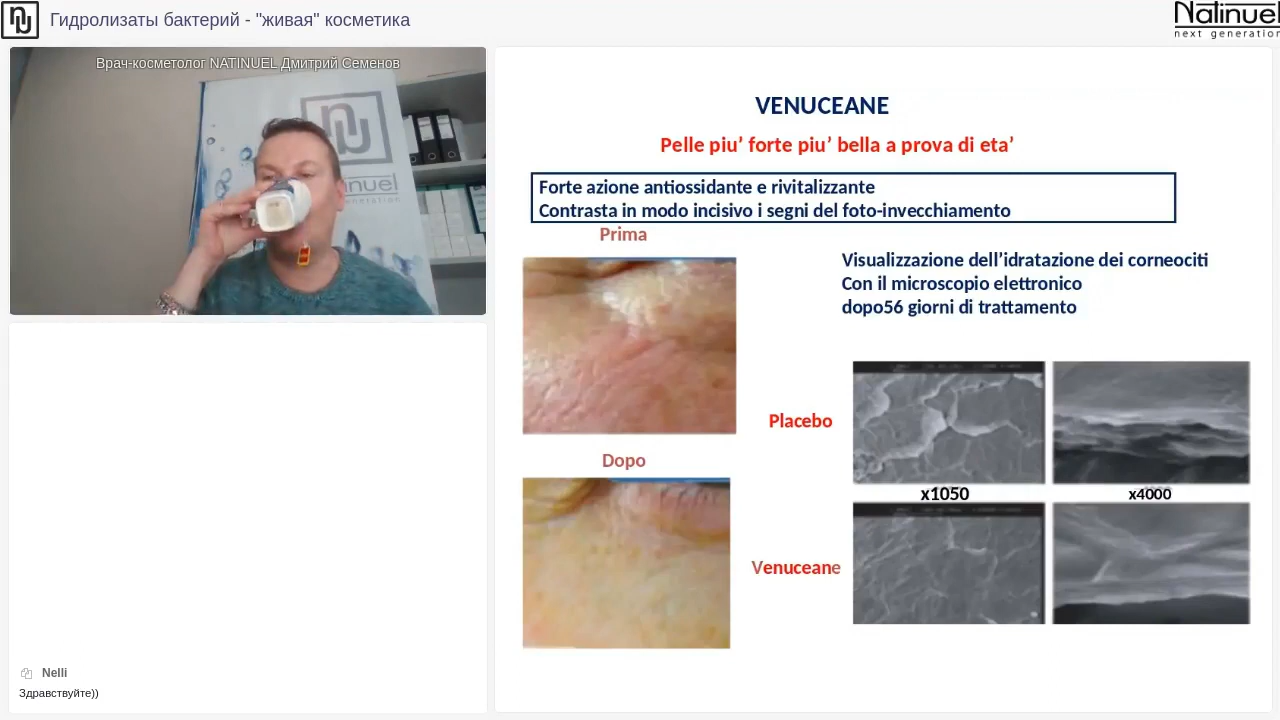 Гидролизаты бактерий - "живая" косметика
Natinuel
next generation
Врач-косметолог NATINUEL Дмитрий Семенов
VENUCEANE
Pelle piu’ forte piu’ bella a prova di eta’
Forte azione antiossidante e rivitalizzante
Contrasta in modo incisivo i segni del foto-invecchiamento
Prima
Visualizzazione dell’idratazione dei corneociti
Con il microscopio elettronico
dopo56 giorni di trattamento
Placebo
Dopo
x1050
x4000
Venuceane
Nelli
Здравствуйте))